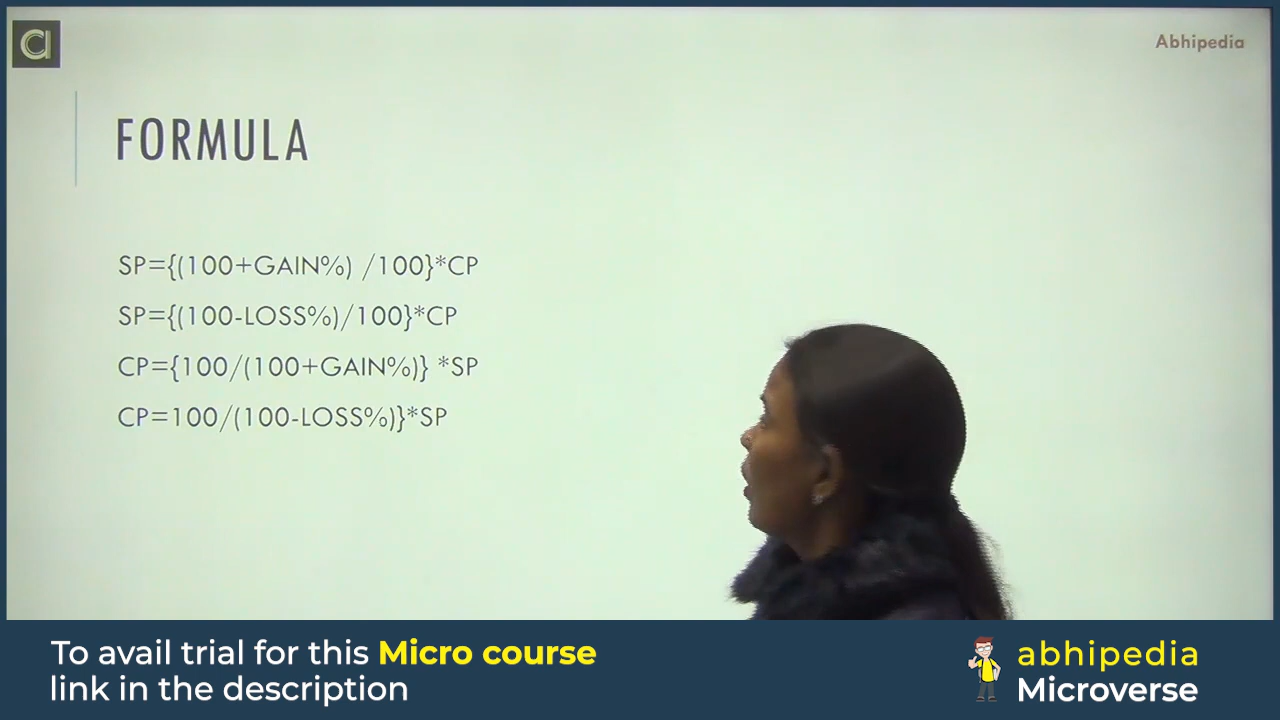 Abhipedia
FORMULA
SP={(100+GAIN%) /100}*CP
SP={(100-LOSS%)/100}*CP
CP={100/(100+GAIN%)} *SP
CP=100/(100-LOSS%)}*SP
To avail trial for this Micro course
link in the description
abhipedia
Microverse